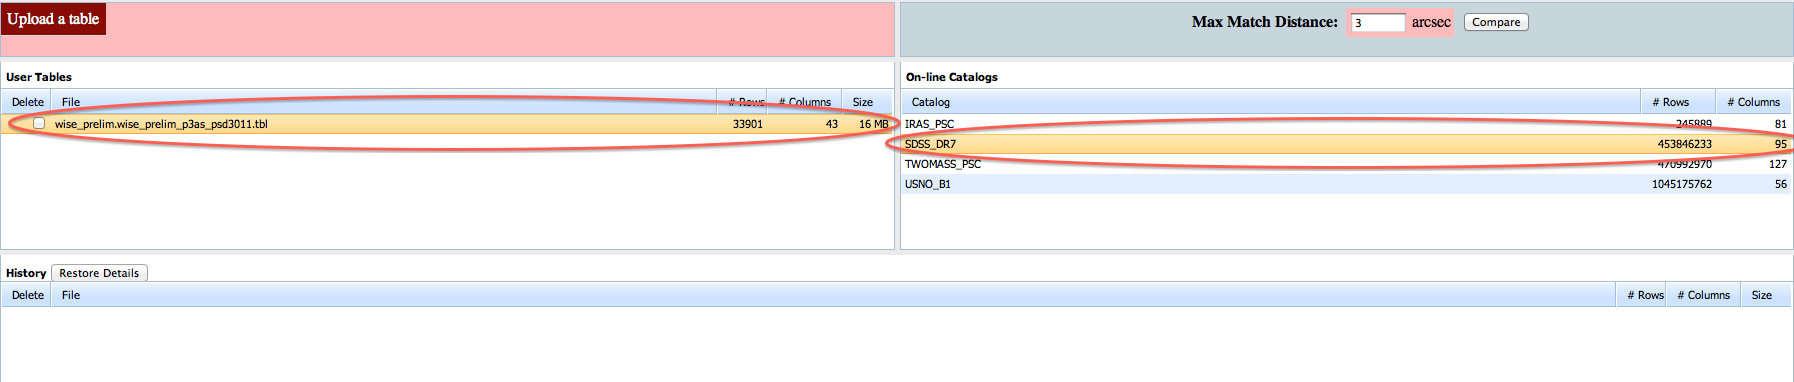 Upload a table
Max Match Distance: 3 arcsec Compare
User Tables
Delete File # Rows # Columns Size
wise_prelim.wise_prelim_p3as_psd3011.tbl 33901 43 16 MB
On-line Catalogs
Catalog # Rows # Columns
IRAS_PSC 245889 81
SDSS_DR7 453846233 95
TWOMASS_PSC 470992970 127
USNO_B1 1045175762 56
History Restore Details
Delete File # Rows # Columns Size